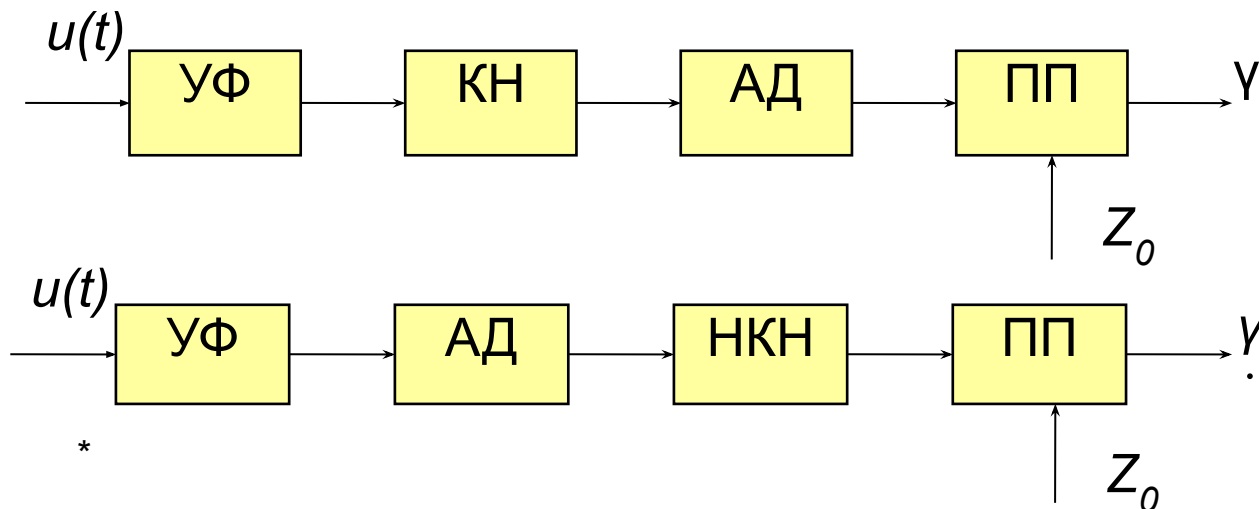 u(t)
УФ КН АД ПП γ
Z0
u(t)
УФ АД НКН ПП γ
.
*
Z0